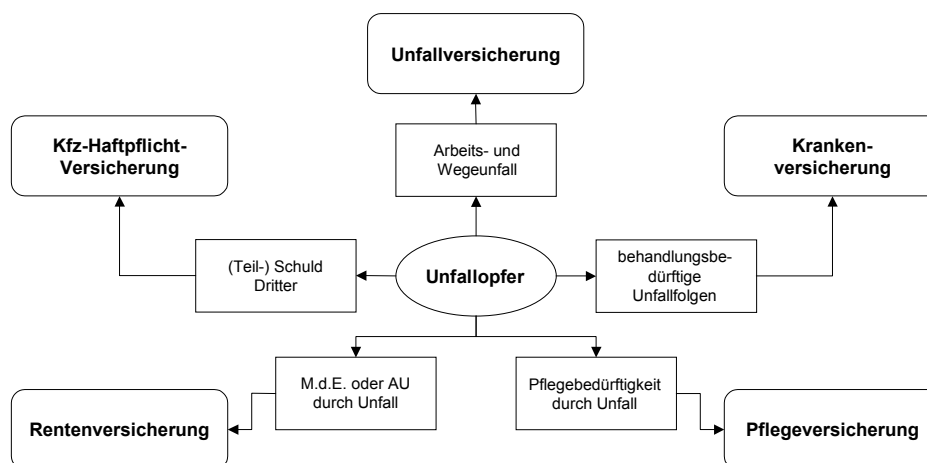 Unfallversicherung
Kfz-Haftpflicht-
Versicherung
Arbeits- und
Wegeunfall
Kranken-
versicherung
(Teil-) Schuld
Dritter
Unfallopfer
behandlungsbe-
dürftige
Unfallfolgen
M.d.E. oder AU
durch Unfall
Pflegebedürftigkeit
durch Unfall
Rentenversicherung
Pflegeversicherung